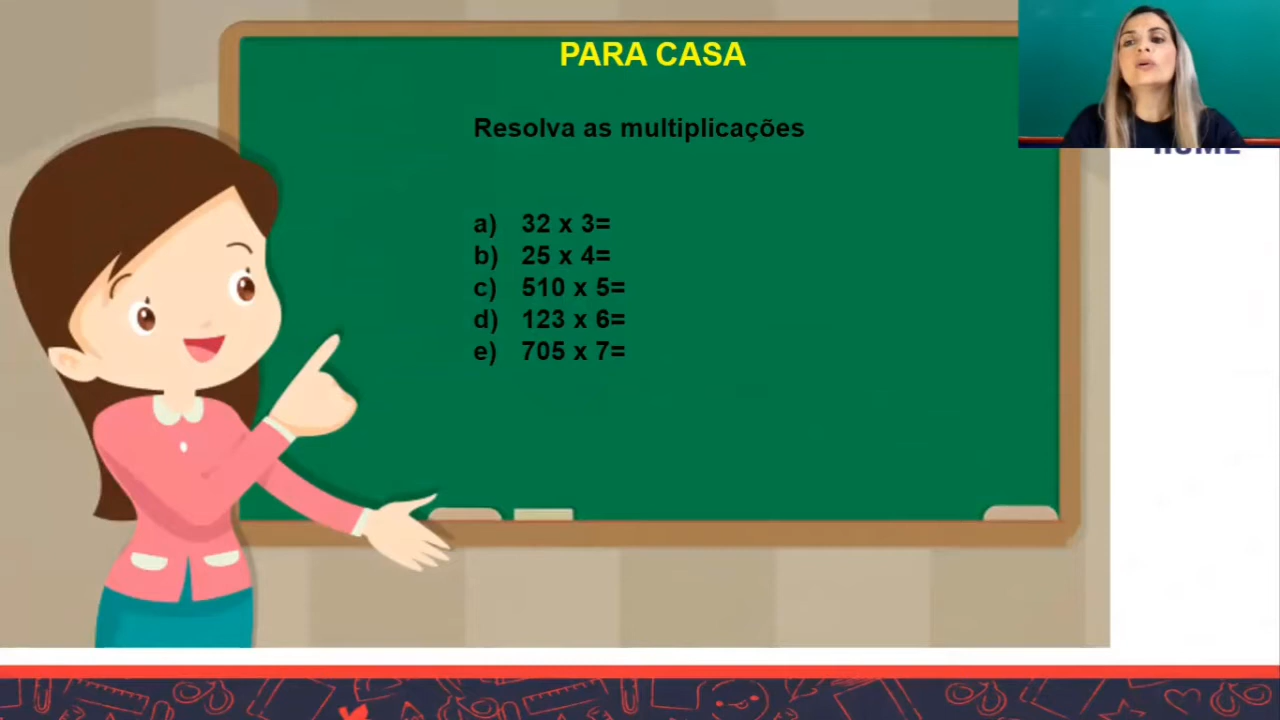 PARA CASA
Resolva as multiplicações
a) 32 x 3=
b) 25 x 4=
c) 510 x 5=
d) 123 x 6=
e) 705 x 7=